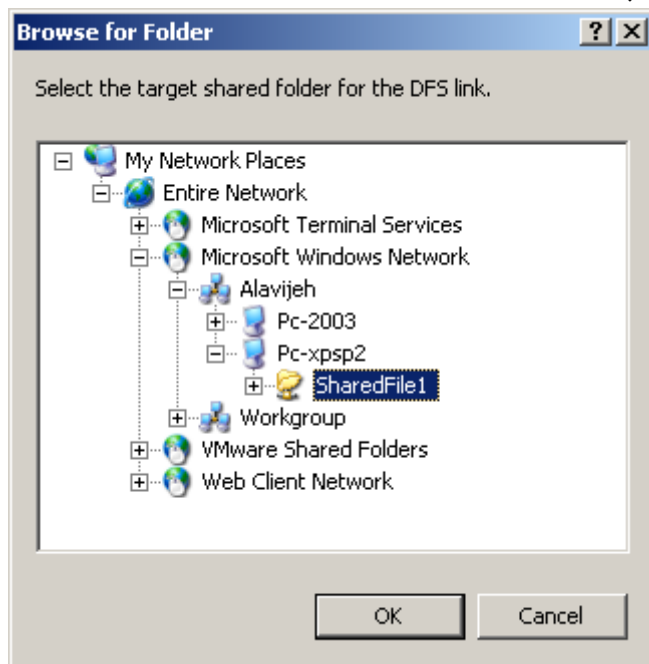 Browse for Folder
Select the target shared folder for the DFS link.
My Network Places
Entire Network
Microsoft Terminal Services
Microsoft Windows Network
Alavijeh
Pc-2003
Pc-xpsp2
SharedFile1
Workgroup
VMware Shared Folders
Web Client Network
OK Cancel